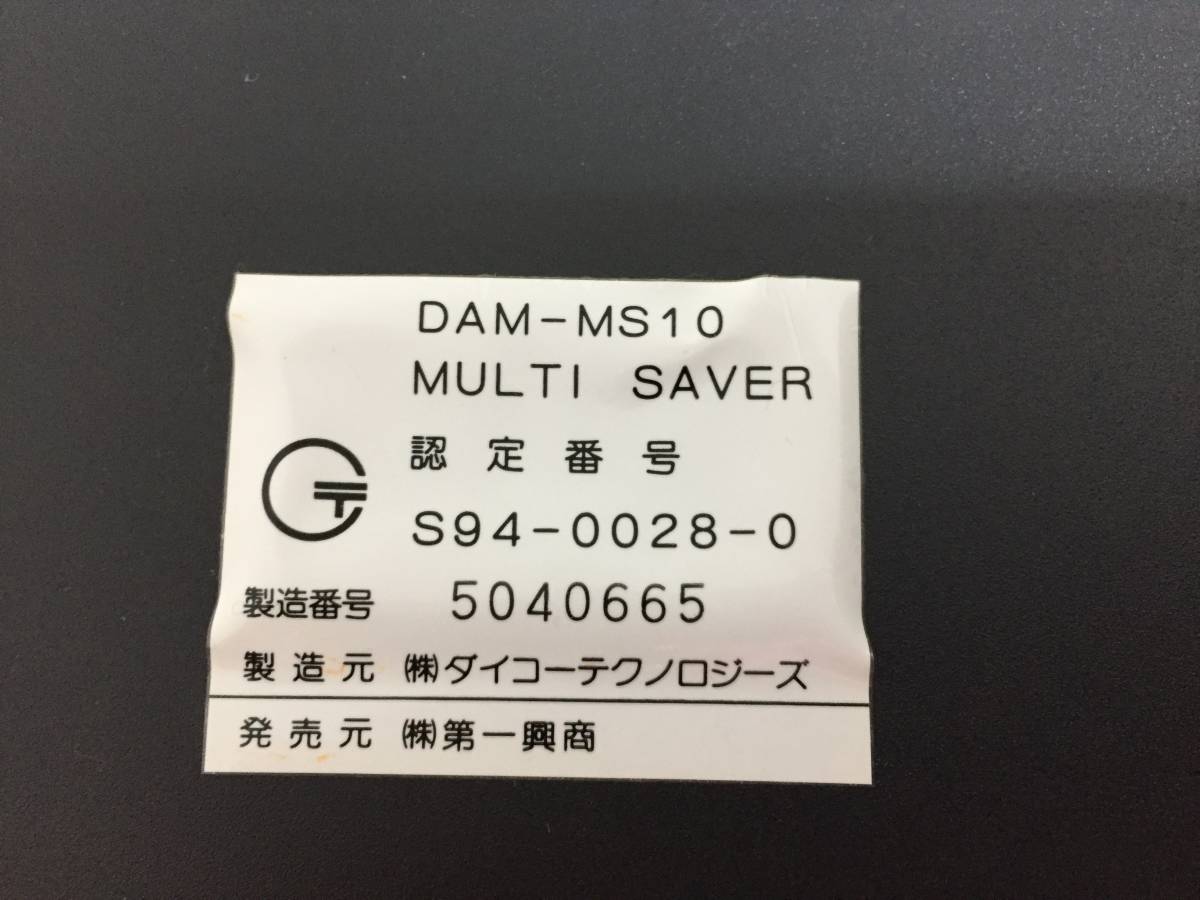 DAM-MS10
MULTI SAVER
認定番号
S94-0028-0
製造番号 5040665
製造元 ㈱ダイコーテクノロジーズ
発売元 ㈱第一興商